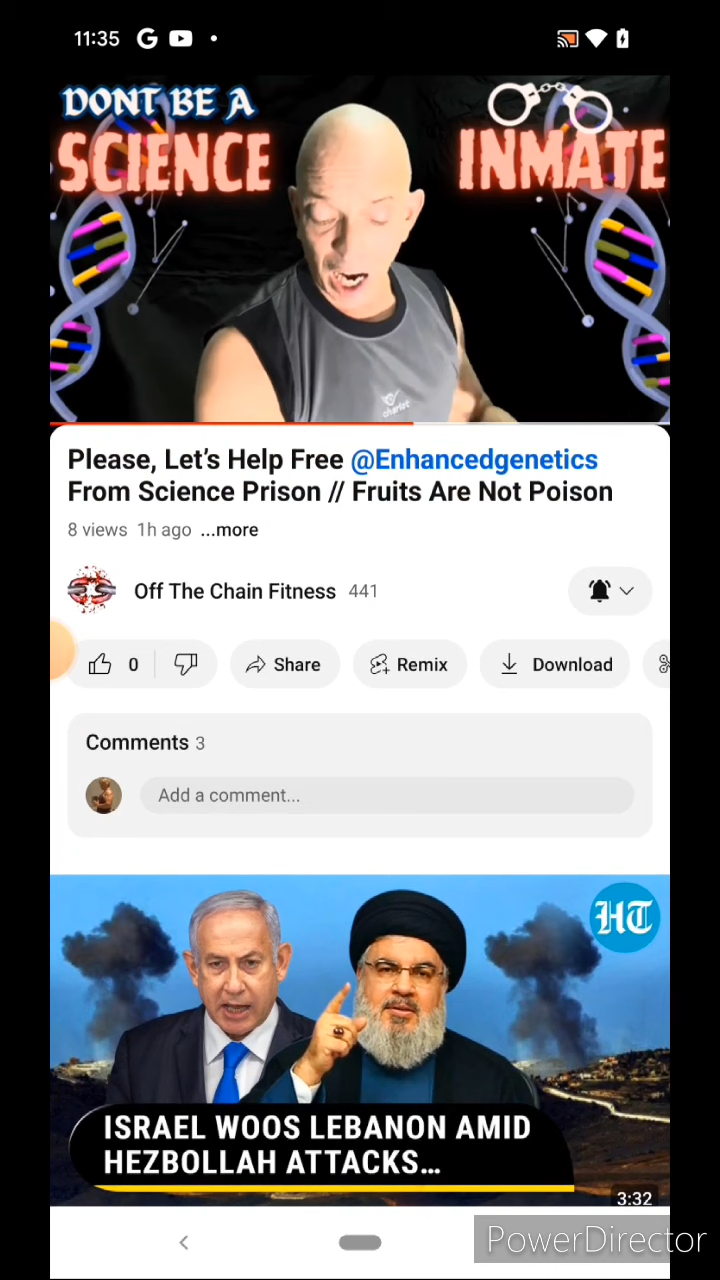 11:35
DONT BE A
SCIENCE INMATE
chariot
Please, Let's Help Free @Enhancedgenetics
From Science Prison // Fruits Are Not Poison
8 views 1h ago ...more
Off The Chain Fitness 441
0 Share Remix Download
Comments 3
Add a comment...
HT
ISRAEL WOOS LEBANON AMID
HEZBOLLAH ATTACKS...
3:32
PowerDirector